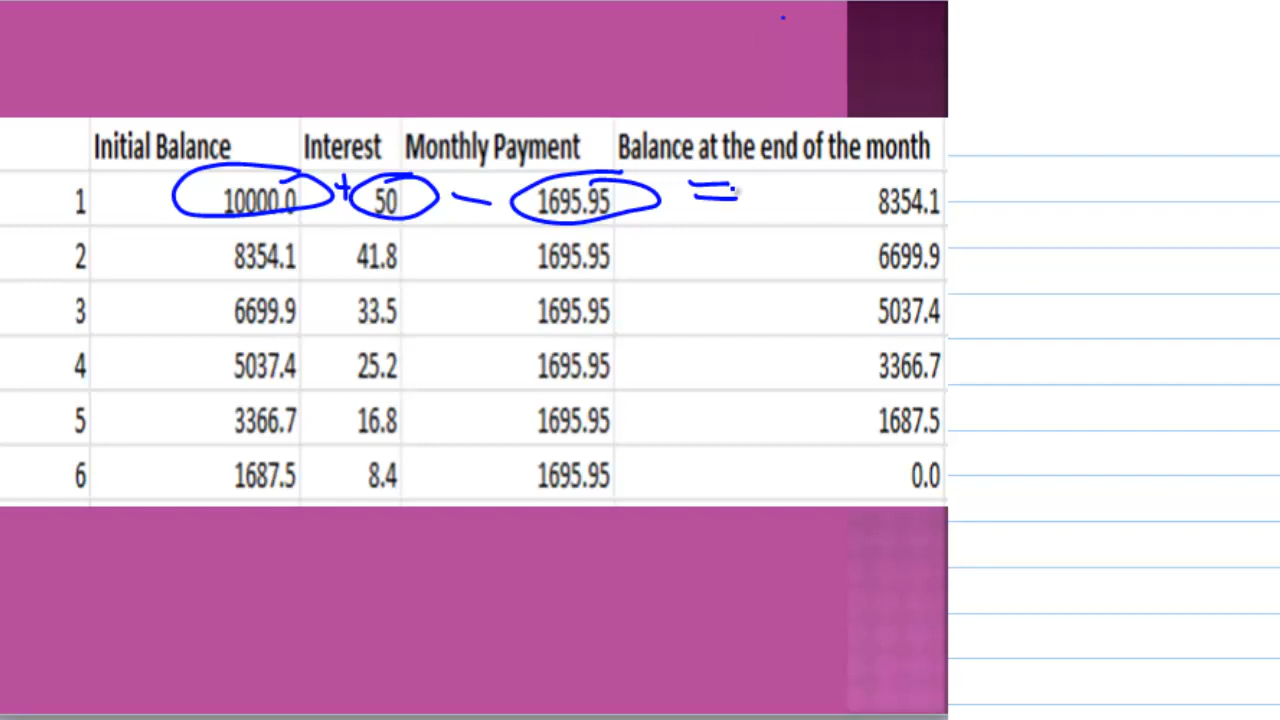 Initial Balance Interest Monthly Payment Balance at the end of the month
1 10000.0 + 50 - 1695.95 = 8354.1
2 8354.1 41.8 1695.95 6699.9
3 6699.9 33.5 1695.95 5037.4
4 5037.4 25.2 1695.95 3366.7
5 3366.7 16.8 1695.95 1687.5
6 1687.5 8.4 1695.95 0.0